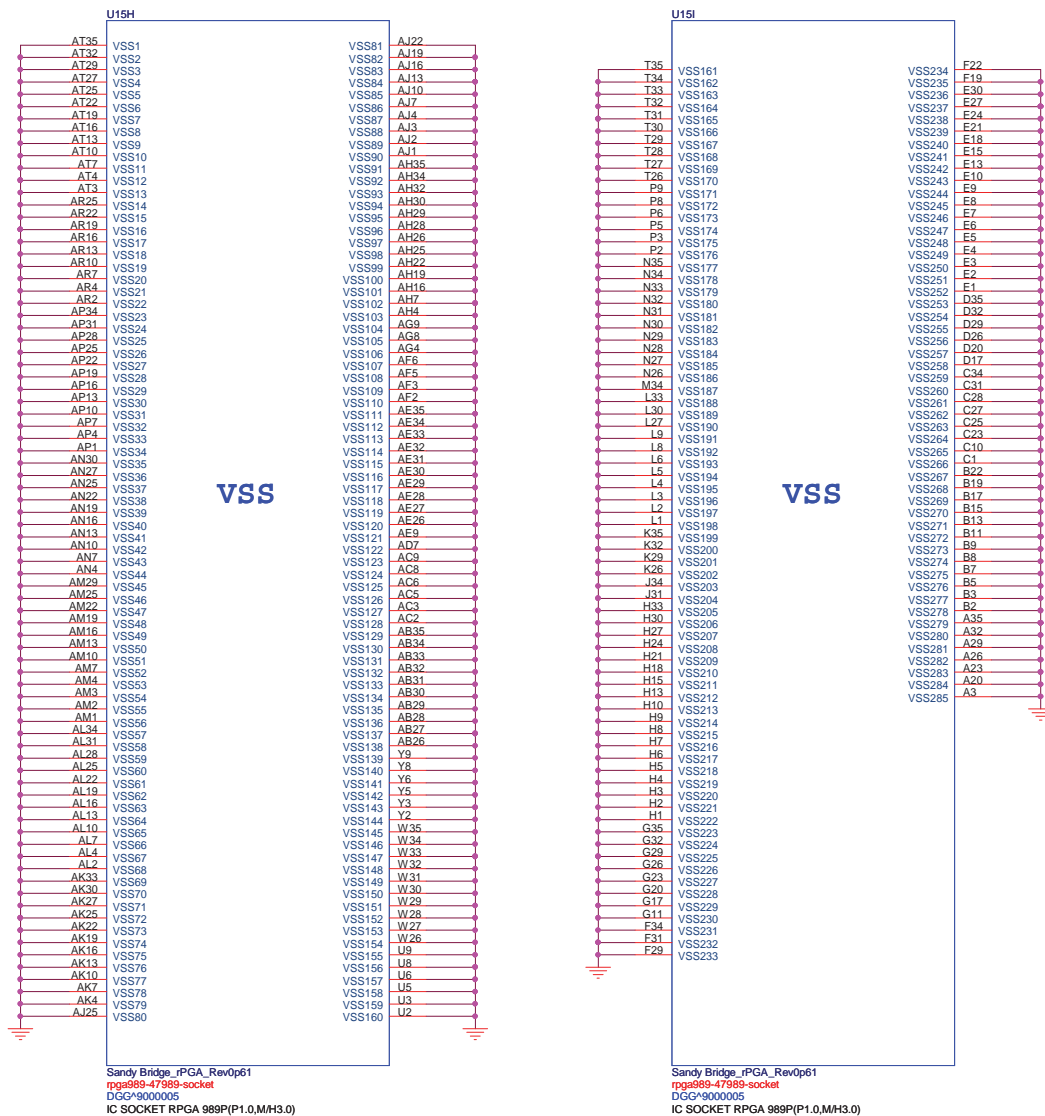 U15H
AT35 VSS1 VSS81 AJ22
AT32 VSS2 VSS82 AJ19
AT29 VSS3 VSS83 AJ16
AT27 VSS4 VSS84 AJ13
AT25 VSS5 VSS85 AJ10
AT22 VSS6 VSS86 AJ7
AT19 VSS7 VSS87 AJ4
AT16 VSS8 VSS88 AJ3
AT13 VSS9 VSS89 AJ2
AT10 VSS10 VSS90 AJ1
AT7 VSS11 VSS91 AH35
AT4 VSS12 VSS92 AH34
AT3 VSS13 VSS93 AH32
AR25 VSS14 VSS94 AH30
AR22 VSS15 VSS95 AH29
AR19 VSS16 VSS96 AH28
AR16 VSS17 VSS97 AH26
AR13 VSS18 VSS98 AH25
AR10 VSS19 VSS99 AH22
AR7 VSS20 VSS100 AH19
AR4 VSS21 VSS101 AH16
AR2 VSS22 VSS102 AH7
AP34 VSS23 VSS103 AH4
AP31 VSS24 VSS104 AG9
AP28 VSS25 VSS105 AG8
AP25 VSS26 VSS106 AG4
AP22 VSS27 VSS107 AF6
AP19 VSS28 VSS108 AF5
AP16 VSS29 VSS109 AF3
AP13 VSS30 VSS110 AF2
AP10 VSS31 VSS111 AE35
AP7 VSS32 VSS112 AE34
AP4 VSS33 VSS113 AE33
AP1 VSS34 VSS114 AE32
AN30 VSS35 VSS115 AE31
AN27 VSS36 VSS116 AE30
AN25 VSS37 VSS117 AE29
AN22 VSS38 VSS118 AE28
AN19 VSS39 VSS119 AE27
AN16 VSS40 VSS120 AE26
AN13 VSS41 VSS121 AE9
AN10 VSS42 VSS122 AD7
AN7 VSS43 VSS123 AC9
AN4 VSS44 VSS124 AC8
AM29 VSS45 VSS125 AC6
AM25 VSS46 VSS126 AC5
AM22 VSS47 VSS127 AC3
AM19 VSS48 VSS128 AC2
AM16 VSS49 VSS129 AB35
AM13 VSS50 VSS130 AB34
AM10 VSS51 VSS131 AB33
AM7 VSS52 VSS132 AB32
AM4 VSS53 VSS133 AB31
AM3 VSS54 VSS134 AB30
AM2 VSS55 VSS135 AB29
AM1 VSS56 VSS136 AB28
AL34 VSS57 VSS137 AB27
AL31 VSS58 VSS138 AB26
AL28 VSS59 VSS139 Y9
AL25 VSS60 VSS140 Y8
AL22 VSS61 VSS141 Y6
AL19 VSS62 VSS142 Y5
AL16 VSS63 VSS143 Y3
AL13 VSS64 VSS144 Y2
AL10 VSS65 VSS145 W35
AL7 VSS66 VSS146 W34
AL4 VSS67 VSS147 W33
AL2 VSS68 VSS148 W32
AK33 VSS69 VSS149 W31
AK30 VSS70 VSS150 W30
AK27 VSS71 VSS151 W29
AK25 VSS72 VSS152 W28
AK22 VSS73 VSS153 W27
AK19 VSS74 VSS154 W26
AK16 VSS75 VSS155 U9
AK13 VSS76 VSS156 U8
AK10 VSS77 VSS157 U6
AK7 VSS78 VSS158 U5
AK4 VSS79 VSS159 U3
AJ25 VSS80 VSS160 U2
VSS
Sandy Bridge_rPGA_Rev0p61
rpga989-47989-socket
DGG^9000005
IC SOCKET RPGA 989P(P1.0,M/H3.0)
U15I
T35 VSS161 VSS234 F22
T34 VSS162 VSS235 F19
T33 VSS163 VSS236 E30
T32 VSS164 VSS237 E27
T31 VSS165 VSS238 E24
T30 VSS166 VSS239 E21
T29 VSS167 VSS240 E18
T28 VSS168 VSS241 E15
T27 VSS169 VSS242 E13
T26 VSS170 VSS243 E10
P9 VSS171 VSS244 E9
P8 VSS172 VSS245 E8
P6 VSS173 VSS246 E7
P5 VSS174 VSS247 E6
P3 VSS175 VSS248 E5
P2 VSS176 VSS249 E4
N35 VSS177 VSS250 E3
N34 VSS178 VSS251 E2
N33 VSS179 VSS252 E1
N32 VSS180 VSS253 D35
N31 VSS181 VSS254 D32
N30 VSS182 VSS255 D29
N29 VSS183 VSS256 D26
N28 VSS184 VSS257 D20
N27 VSS185 VSS258 D17
N26 VSS186 VSS259 C34
M34 VSS187 VSS260 C31
L33 VSS188 VSS261 C28
L30 VSS189 VSS262 C27
L27 VSS190 VSS263 C25
L9 VSS191 VSS264 C23
L8 VSS192 VSS265 C10
L6 VSS193 VSS266 C1
L5 VSS194 VSS267 B22
L4 VSS195 VSS268 B19
L3 VSS196 VSS269 B17
L2 VSS197 VSS270 B15
L1 VSS198 VSS271 B13
K35 VSS199 VSS272 B11
K32 VSS200 VSS273 B9
K29 VSS201 VSS274 B8
K26 VSS202 VSS275 B7
J34 VSS203 VSS276 B5
J31 VSS204 VSS277 B3
H33 VSS205 VSS278 B2
H30 VSS206 VSS279 A35
H27 VSS207 VSS280 A32
H24 VSS208 VSS281 A29
H21 VSS209 VSS282 A26
H18 VSS210 VSS283 A23
H15 VSS211 VSS284 A20
H13 VSS212 VSS285 A3
H10 VSS213
H9 VSS214
H8 VSS215
H7 VSS216
H6 VSS217
H5 VSS218
H4 VSS219
H3 VSS220
H2 VSS221
H1 VSS222
G35 VSS223
G32 VSS224
G29 VSS225
G26 VSS226
G23 VSS227
G20 VSS228
G17 VSS229
G11 VSS230
F34 VSS231
F31 VSS232
F29 VSS233
VSS
Sandy Bridge_rPGA_Rev0p61
rpga989-47989-socket
DGG^9000005
IC SOCKET RPGA 989P(P1.0,M/H3.0)